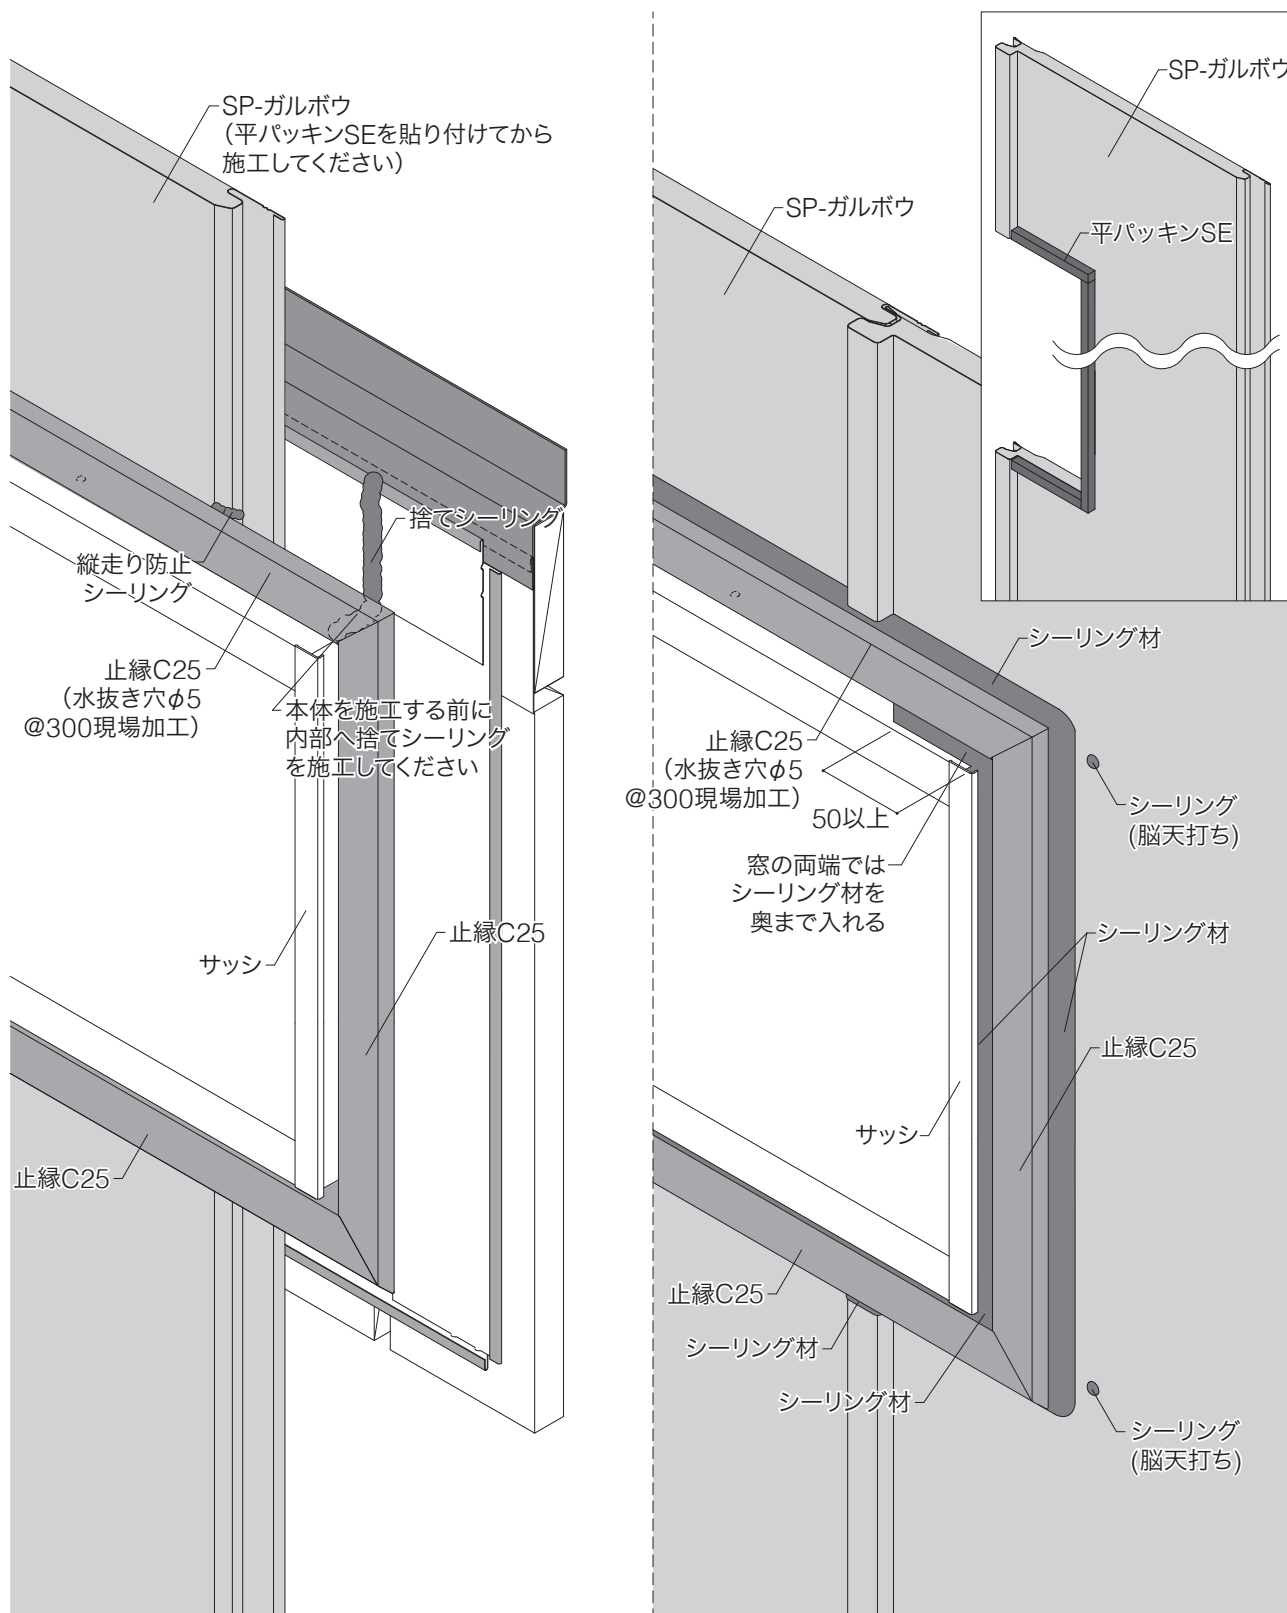 SP-ガルボウ
（平パッキンSEを貼り付けてから
施工してください）
捨てシーリング
縦走り防止
シーリング
止縁C25
（水抜き穴φ5
@300現場加工）
本体を施工する前に
内部へ捨てシーリング
を施工してください
サッシ
止縁C25
止縁C25
SP-ガルボウ
SP-ガルボウ
平パッキンSE
シーリング材
止縁C25
（水抜き穴φ5
@300現場加工）
50以上
シーリング
(脳天打ち)
窓の両端では
シーリング材を
奥まで入れる
シーリング材
止縁C25
サッシ
止縁C25
シーリング材
シーリング材
シーリング
(脳天打ち)